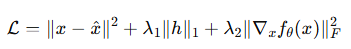 ℒ = ‖x − x̂‖² + λ₁‖h‖₁ + λ₂‖∇ₓf_θ(x)‖²_F